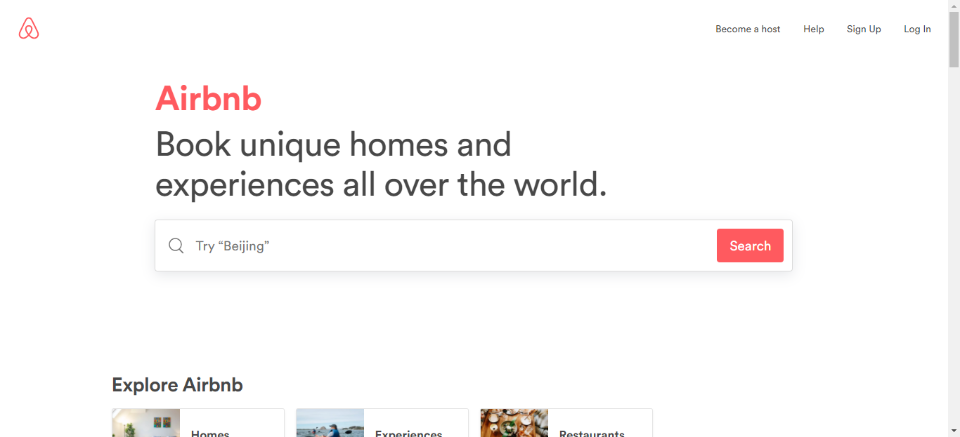 Become a host
Help
Sign Up
Log In
Airbnb
Book unique homes and
experiences all over the world.
Try “Beijing”
Search
Explore Airbnb
Homes
Experiences
Restaurants